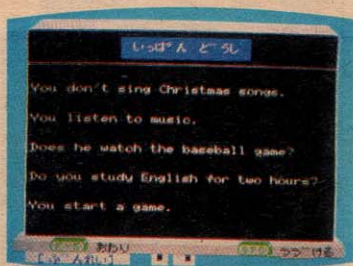 いっぱん どうし
You don't sing Christmas songs.
You listen to music.
Does he watch the baseball game?
Do you study English for two hours?
You start a game.
おわり つづける